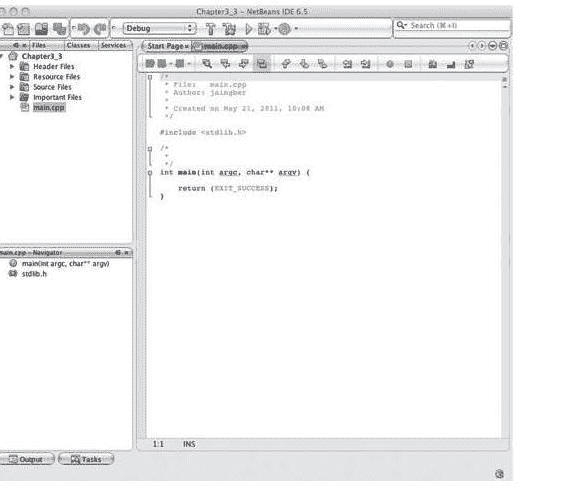 Chapter3_3 - NetBeans IDE 6.5
Debug
Search (⌘+I)
Files Classes Services
Start Page main.cpp
Chapter3_3
Header Files
Resource Files
Source Files
Important Files
main.cpp
/*
* File: main.cpp
* Author: jaingber
*
* Created on May 21, 2011, 10:08 AM
*/
#include <stdlib.h>
/*
*
*/
int main(int argc, char** argv) {
return (EXIT_SUCCESS);
}
main.cpp - Navigator
main(int argc, char** argv)
stdlib.h
1:1 INS
Output Tasks